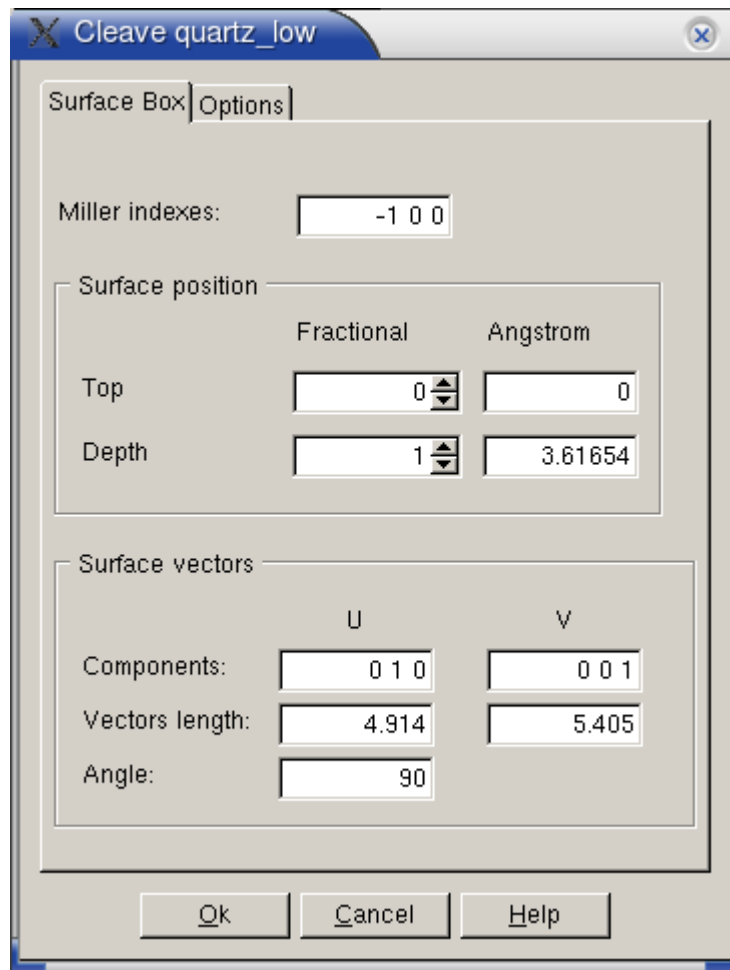 Cleave quartz_low
Surface Box Options
Miller indexes: -1 0 0
Surface position
Fractional Angstrom
Top 0 0
Depth 1 3.61654
Surface vectors
U V
Components: 0 1 0 0 0 1
Vectors length: 4.914 5.405
Angle: 90
Ok Cancel Help